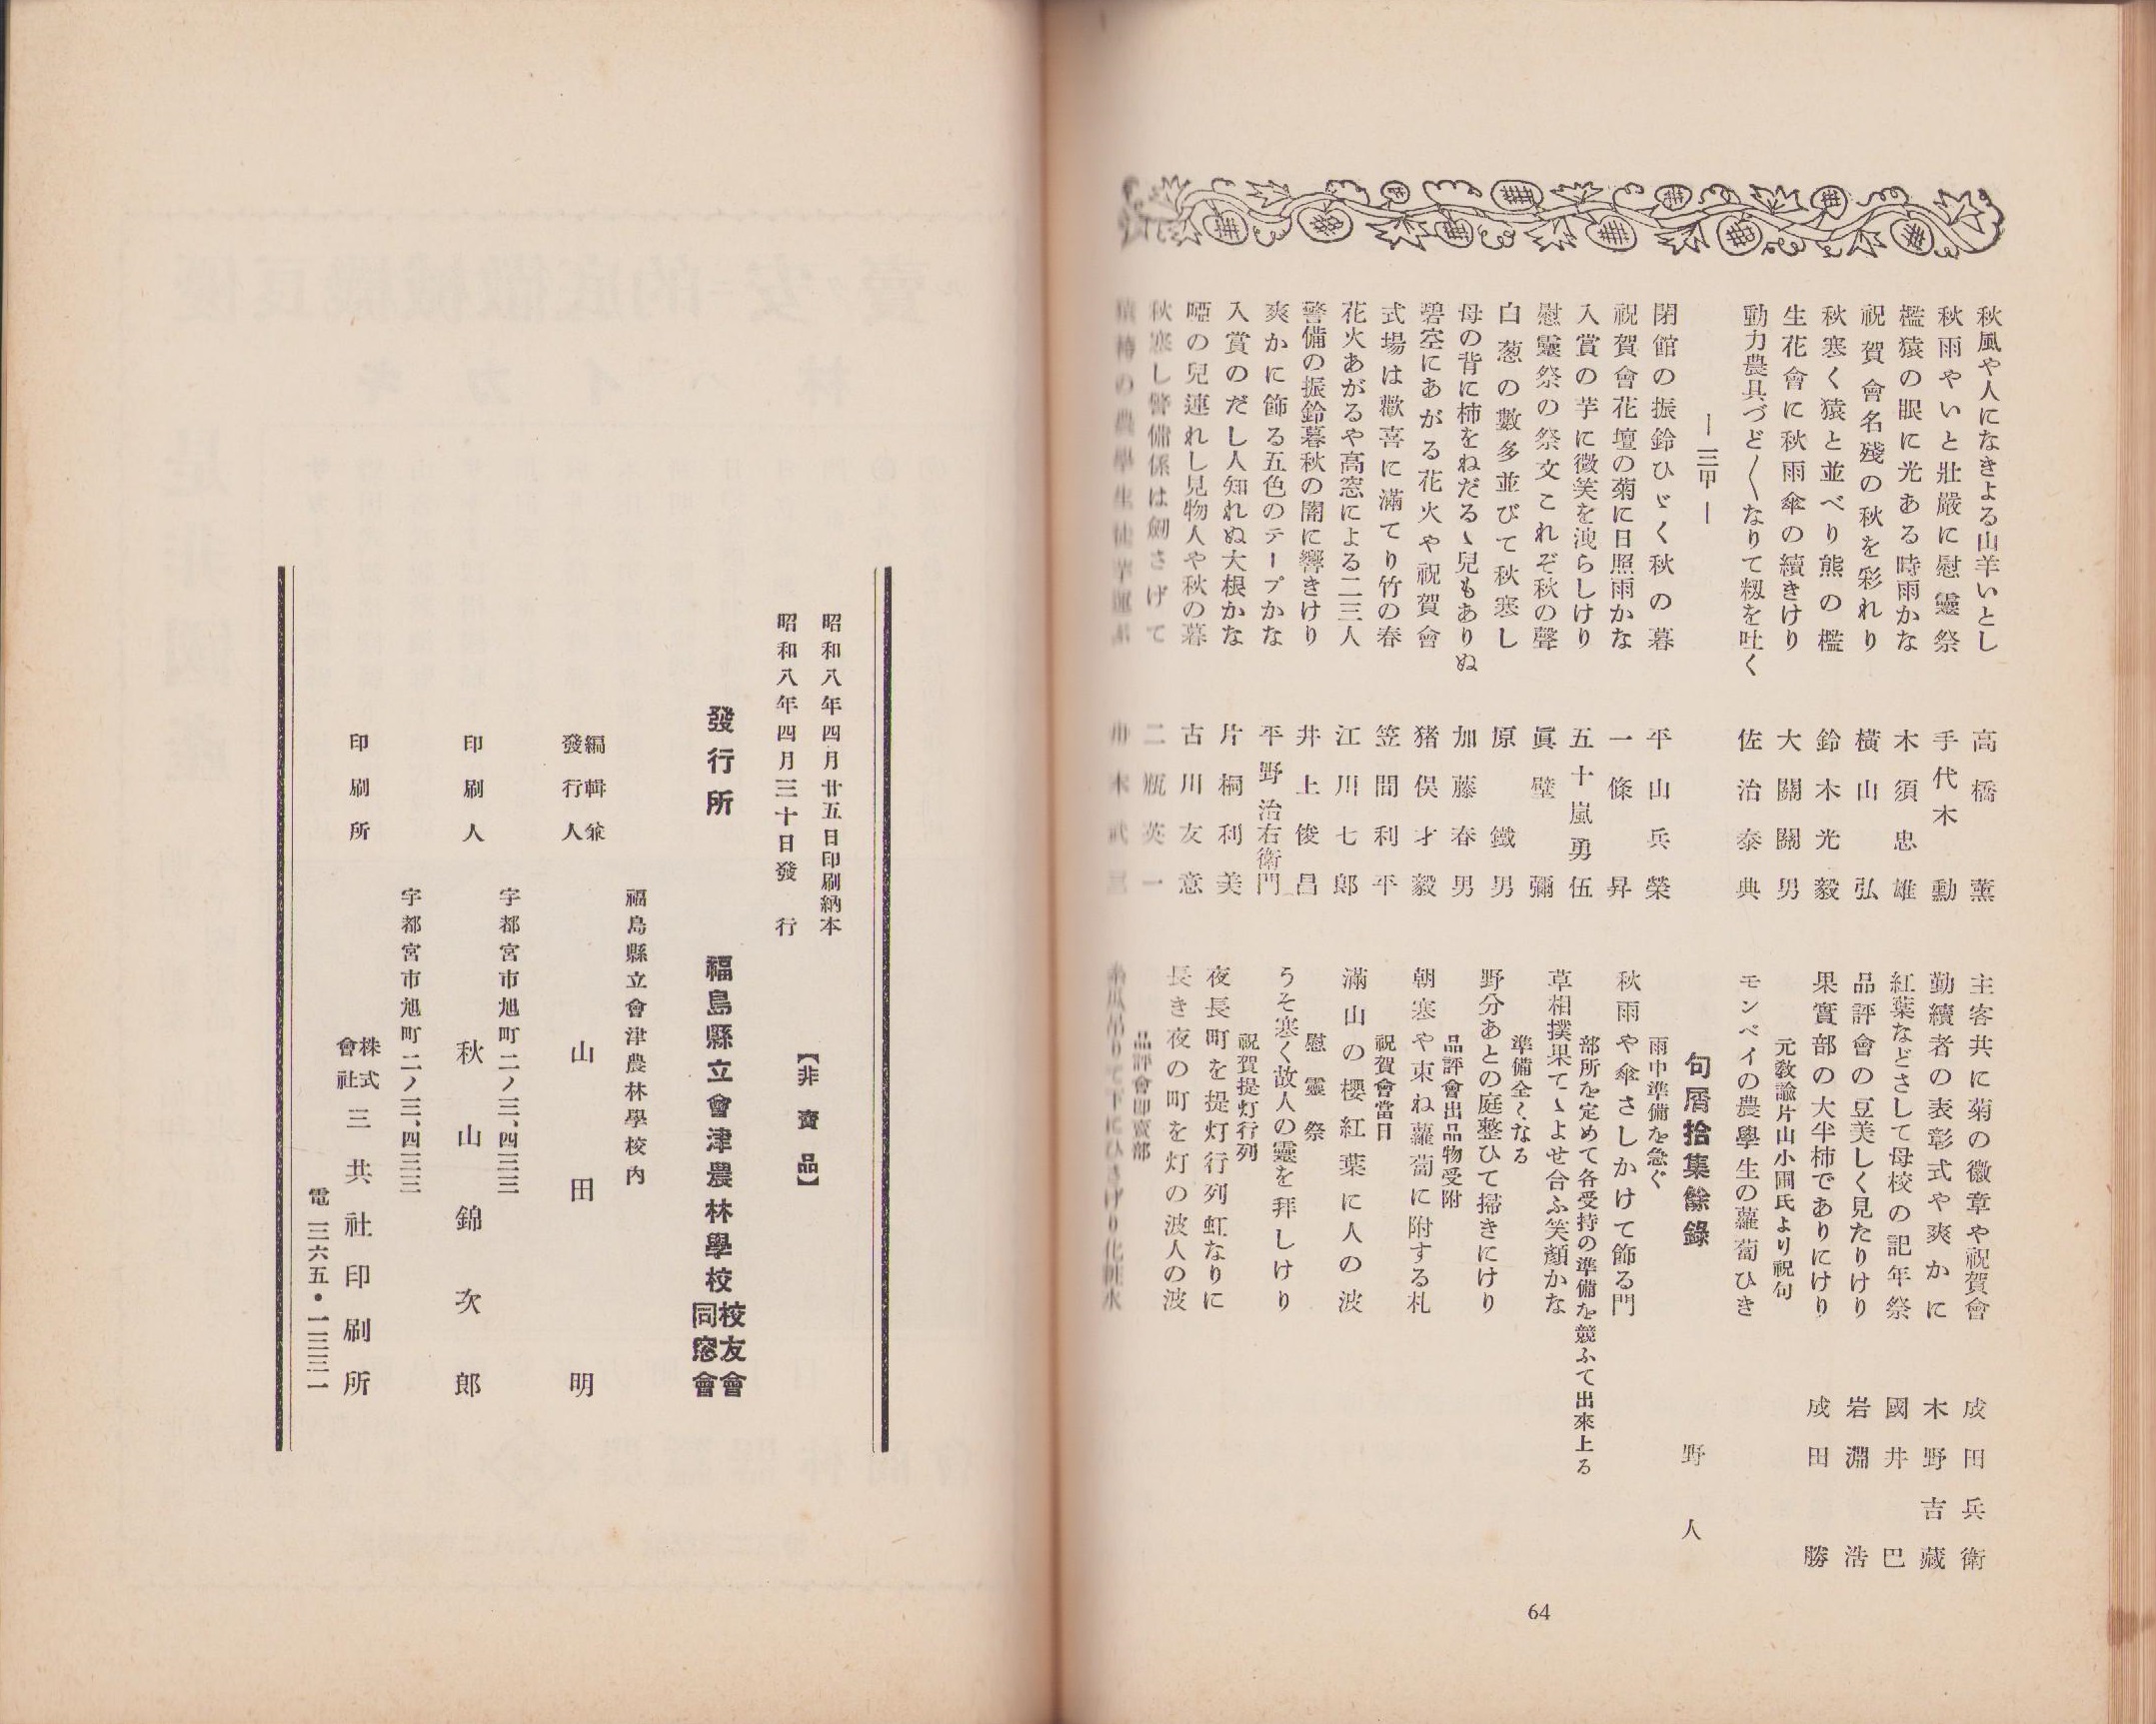 秋風や人になきよる山羊いとし　高橋薫
秋雨やいと壯嚴に慰靈祭　手代木勳
檻猿の眼に光ある時雨かな　木須忠雄
祝賀會名殘の秋を彩れり　横山弘
秋寒く猿と並べり熊の檻　鈴木光毅
生花會に秋雨傘の續きけり　大關關男
動力農具づど〱なりて籾を吐く　佐治泰典
―三甲―
閉館の振鈴ひゞく秋の暮　平山兵榮
祝賀會花壇の菊に日照雨かな　一條昇
入賞の芋に微笑を洩らしけり　五十嵐勇伍
慰靈祭の祭文これぞ秋の聲　眞壁彌
白葱の數多並びて秋寒し　原鐵男
母の背に柿をねだるゝ兒もありぬ　加藤春男
碧空にあがる花火や祝賀會　猪俣才毅
式場は歡喜に滿てり竹の春　笠間利平
花火あがるや高窓による二三人　江川七郎
警備の振鈴暮秋の闇に響きけり　井上俊昌
爽かに飾る五色のテープかな　平野治右衛門
入賞のだし人知れぬ大根かな　片桐利美
啞の兒連れし見物人や秋の暮　古川友意
秋寒し警備係は劍さげて　二瓶英一
の農學生徒
主客共に菊の徽章や祝賀會　成田兵衛
勤續者の表彰式や爽かに　木野吉藏
紅葉などさして母校の記年祭　國井巴
品評會の豆美しく見たりけり　岩淵浩
果實部の大半柿でありにけり　成田勝
元敎諭片山小圃氏より祝句
モンペイの農學生の蘿蔔ひき
句屑拾集餘錄　野人
雨中準備を急ぐ
秋雨や傘さしかけて飾る門
部所を定めて各受持の準備を競ふて出來上る
草相撲果てゝよせ合ふ笑顏かな
準備全くなる
野分あとの庭整ひて掃きにけり
品評會出品物受附
朝寒や束ね蘿蔔に附する札
祝賀會當日
滿山の櫻紅葉に人の波
慰靈祭
うそ寒く故人の靈を拜しけり
祝賀提灯行列
夜長町を提灯行列虹なりに
長き夜の町を灯の波人の波
品評會卽賣部
糸瓜吊りて下にひさげり化粧水
64
昭和八年四月廿五日印刷納本
昭和八年四月三十日發行
【非賣品】
發行所　福島縣立會津農林學校 校友會 同窓會
福島縣立會津農林學校內
編輯兼發行人　山田明
宇都宮市旭町二ノ三、四三三
印刷人　秋山錦次郎
宇都宮市旭町二ノ三、四三三
印刷所　株式會社 三共社印刷所
電 三六五・一三三一